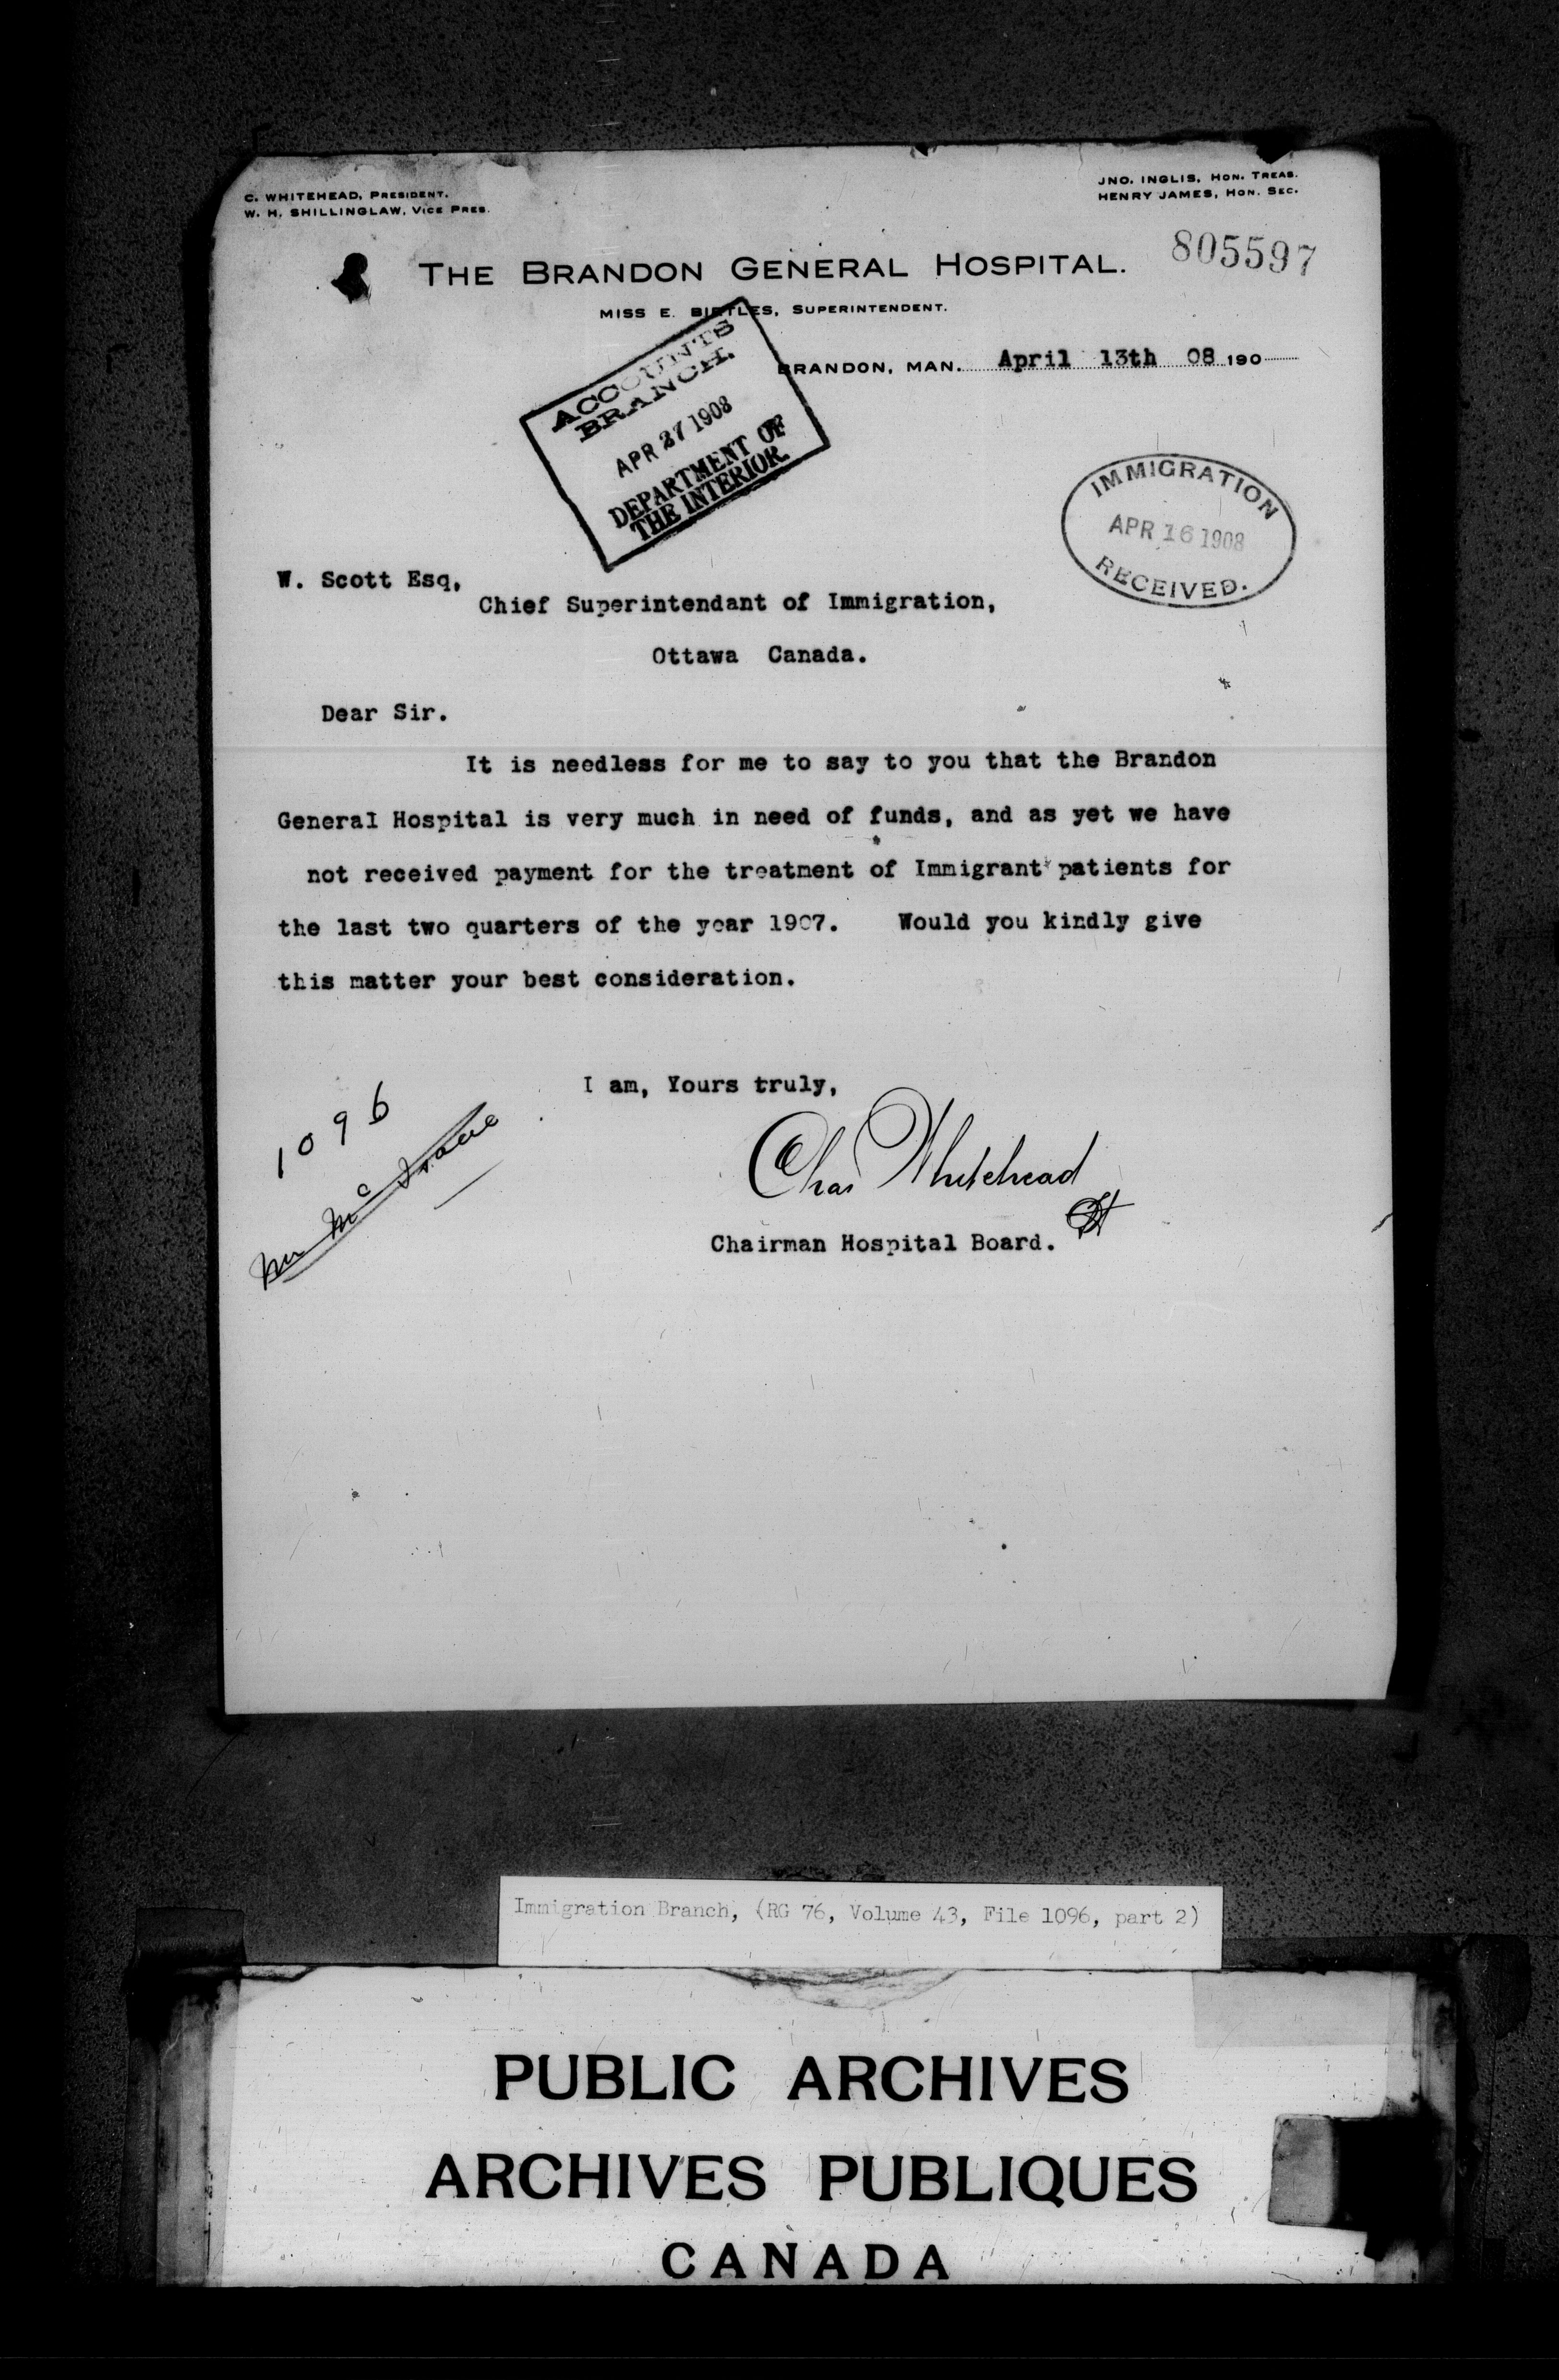 C. WHITEHEAD, PRESIDENT.
W. H. SHILLINGLAW, VICE PRES.
JNO. INGLIS, HON. TREAS.
HENRY JAMES, HON. SEC.
805597
THE BRANDON GENERAL HOSPITAL.
MISS E. BIRTLES, SUPERINTENDENT.
BRANDON, MAN. April 13th 08 190
ACCOUNTS
BRANCH.
APR 27 1908
DEPARTMENT OF
THE INTERIOR.
IMMIGRATION
APR 16 1908
RECEIVED.
W. Scott Esq,
Chief Superintendant of Immigration,
Ottawa Canada.
Dear Sir.
It is needless for me to say to you that the Brandon
General Hospital is very much in need of funds, and as yet we have
not received payment for the treatment of Immigrant patients for
the last two quarters of the year 1907. Would you kindly give
this matter your best consideration.
I am, Yours truly,
Chas Whitehead
Chairman Hospital Board.
1096
Mr Mc
Immigration Branch, (RG 76, Volume 43, File 1096, part 2)
PUBLIC ARCHIVES
ARCHIVES PUBLIQUES
CANADA